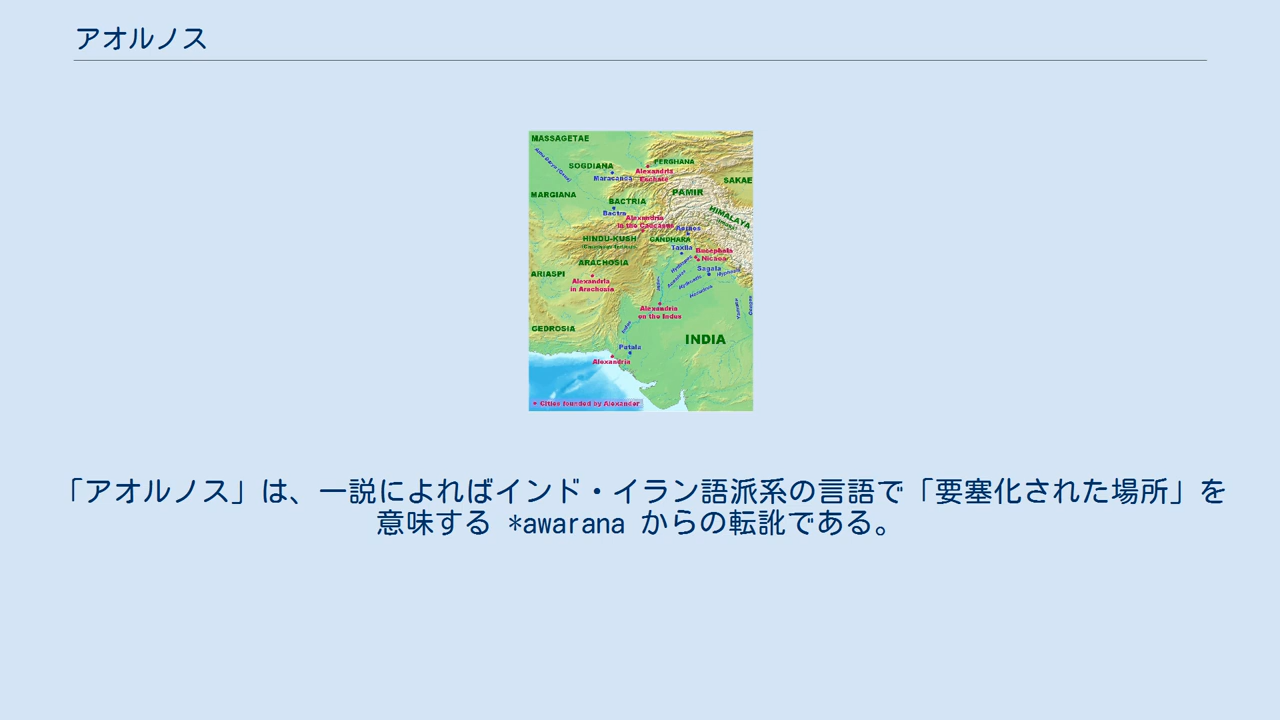 アオルノス
MASSAGETAE
SOGDIANA
FERGHANA
Maracanda
Alexandria
Eschate
SAKAE
MARGIANA
PAMIR
BACTRIA
Bactra
Alexandria
in the Caucasus
Aornos
HIMALAYA
HINDU-KUSH
GANDHARA
Taxila
Bucephala
Nicaea
ARACHOSIA
Sagala
ARIASPI
Alexandria
in Arachosia
Alexandria
on the Indus
Indus
GEDROSIA
INDIA
Patala
Alexandria
Cities founded by Alexander
「アオルノス」は、一説によればインド・イラン語派系の言語で「要塞化された場所」を
意味する *awarana からの転訛である。